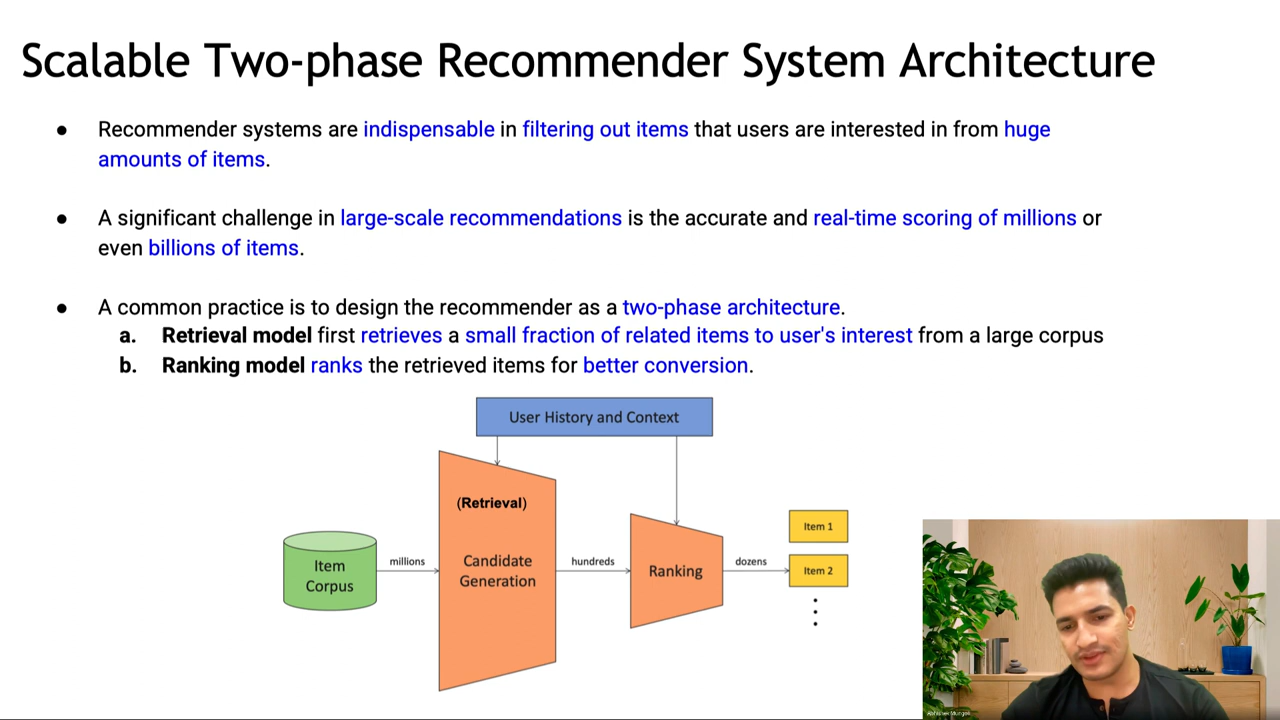 Scalable Two-phase Recommender System Architecture
● Recommender systems are indispensable in filtering out items that users are interested in from huge
amounts of items.
● A significant challenge in large-scale recommendations is the accurate and real-time scoring of millions or
even billions of items.
● A common practice is to design the recommender as a two-phase architecture.
a. Retrieval model first retrieves a small fraction of related items to user's interest from a large corpus
b. Ranking model ranks the retrieved items for better conversion.
User History and Context
(Retrieval)
Item
Corpus
millions
Candidate
Generation
hundreds
Ranking
dozens
Item 1
Item 2